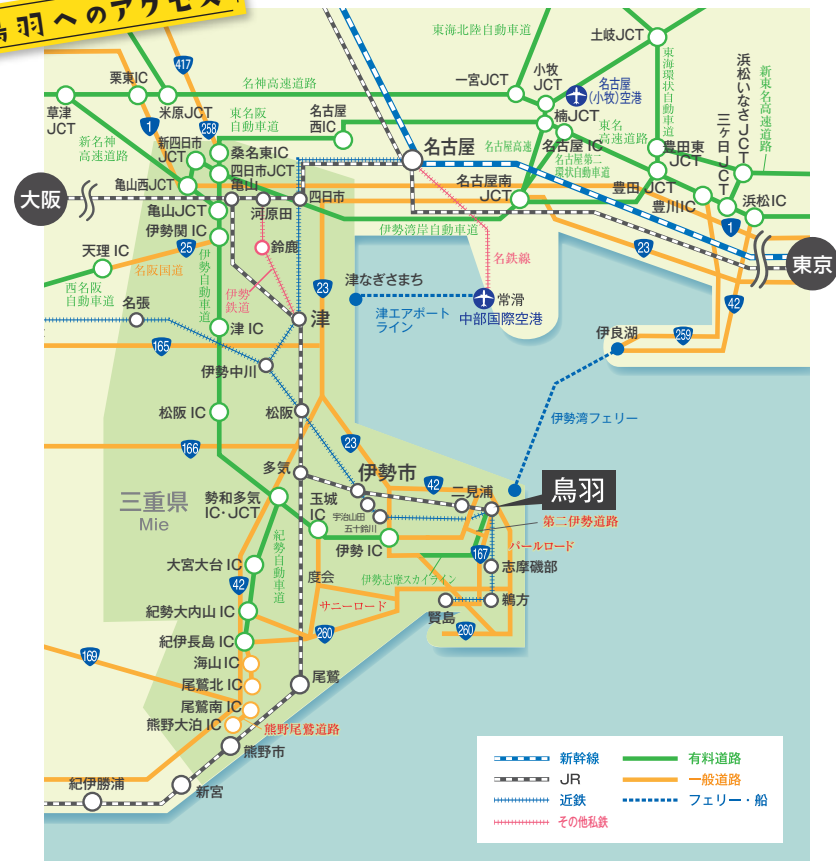 鳥羽へのアクセス
東海北陸自動車道
土岐JCT
417
栗東IC
名神高速道路
一宮JCT
小牧
JCT
名古屋
(小牧)空港
東海環状自動車道
浜松いなさJCT
新東名高速道路
草津
JCT
米原JCT
東名阪
自動車道
名古屋
西IC
楠JCT
1
258
新名神
高速道路
新四日市
JCT
桑名東IC
名古屋
名古屋高速
名古屋IC
東名
高速道路
豊田東
JCT
三ヶ日JCT
四日市JCT
名古屋第二
環状自動車道
亀山西JCT
亀山
名古屋南
JCT
豊田JCT
大阪
四日市
亀山JCT
河原田
豊川IC
浜松IC
伊勢関IC
伊勢湾岸自動車道
1
天理IC
25
鈴鹿
名鉄線
23
東京
名阪国道
伊勢自動車道
西名阪
自動車道
伊勢
鉄道
23
津なぎさまち
名張
常滑
中部国際空港
42
津エアポート
ライン
津IC
津
伊良湖
259
165
伊勢中川
松阪IC
松阪
伊勢湾フェリー
166
23
多気
伊勢市
42
二見浦
鳥羽
三重県
Mie
勢和多気
IC・JCT
玉城
IC
宇治山田
五十鈴川
第二伊勢道路
紀勢自動車道
伊勢IC
167
パールロード
大宮大台IC
度会
伊勢志摩スカイライン
志摩磯部
42
サニーロード
賢島
鵜方
紀勢大内山IC
260
260
紀伊長島IC
169
海山IC
尾鷲北IC
尾鷲
尾鷲南IC
熊野大泊IC
熊野尾鷲道路
熊野市
紀伊勝浦
新宮
新幹線
有料道路
JR
一般道路
近鉄
フェリー・船
その他私鉄